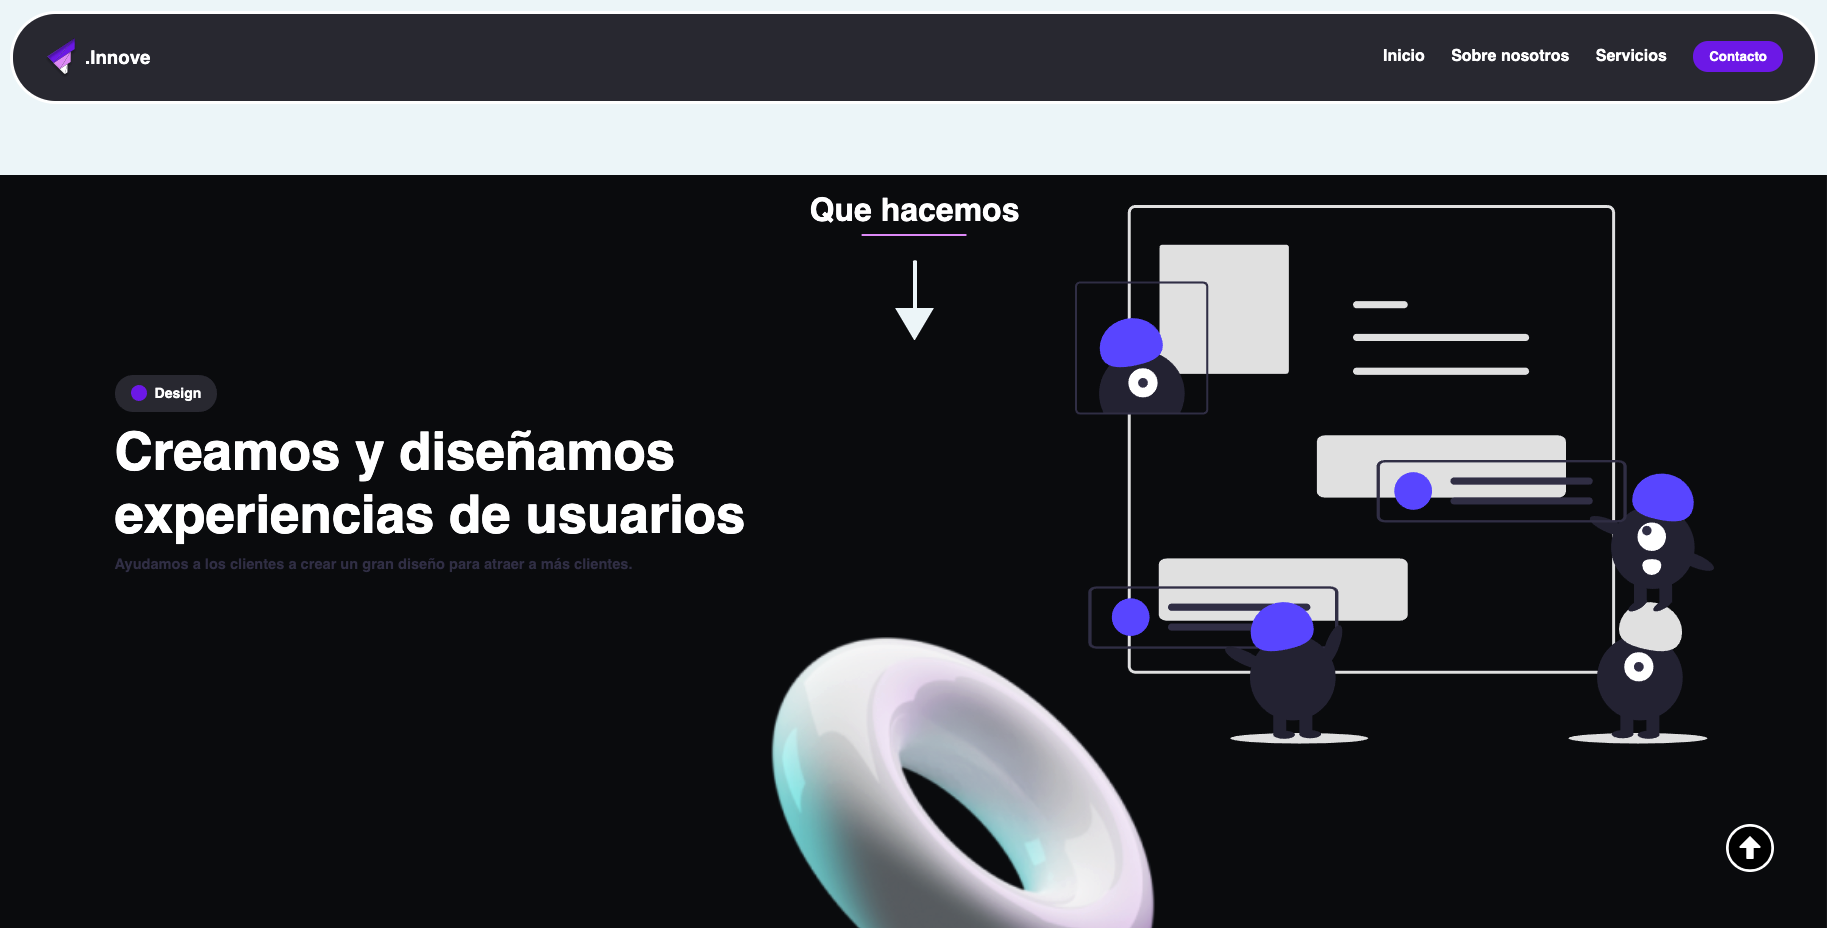 .Innove
Inicio
Sobre nosotros
Servicios
Contacto
Que hacemos
Design
Creamos y diseñamos
experiencias de usuarios
Ayudamos a los clientes a crear un gran diseño para atraer a más clientes.